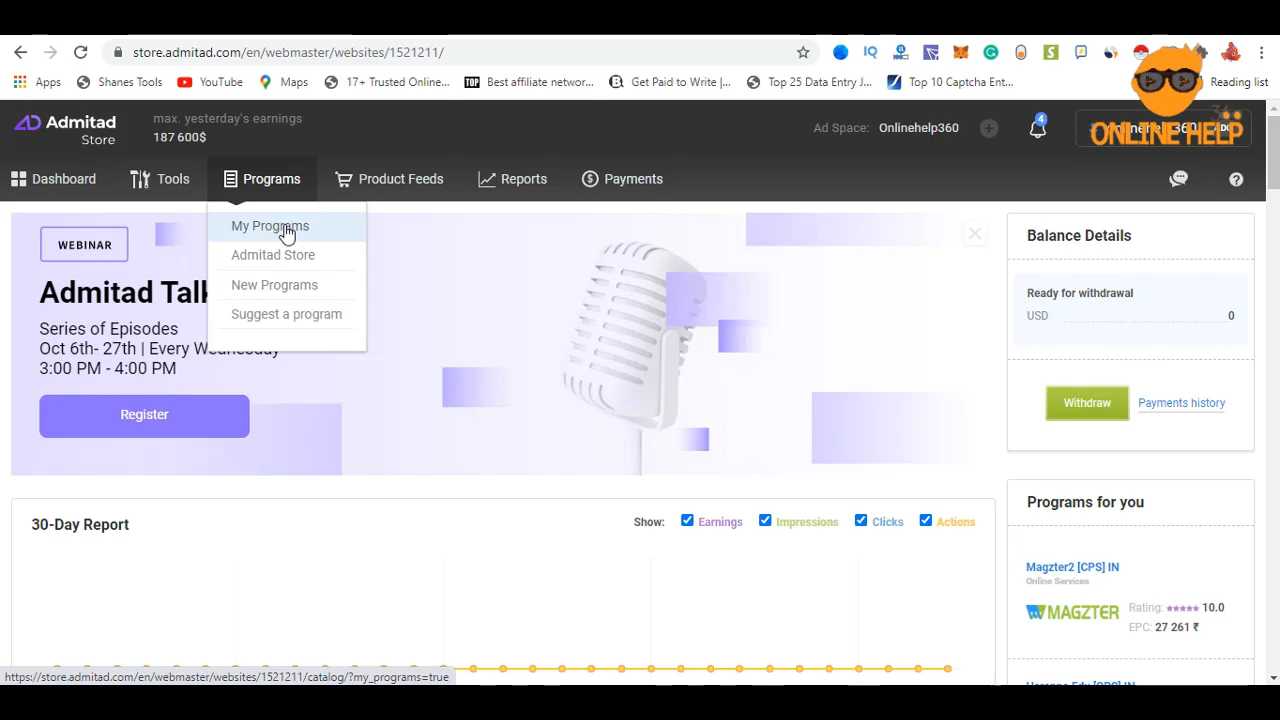 store.admitad.com/en/webmaster/websites/1521211/
Apps
Shanes Tools
YouTube
Maps
17+ Trusted Onlin...
TOP
Best affiliate networ...
Get Paid to Write |...
Top 25 Data Entry J...
Top 10 Captcha Ent...
Reading list
Admitad
Store
max. yesterday's earnings
187 600$
Ad Space:
Onlinehelp360
4
ONLINE HELP
Dashboard
Tools
Programs
Product Feeds
Reports
Payments
My Programs
Admitad Store
New Programs
Suggest a program
WEBINAR
Admitad Talk
Series of Episodes
Oct 6th- 27th | Every Wednesday
3:00 PM - 4:00 PM
Register
Balance Details
Ready for withdrawal
USD
0
Withdraw
Payments history
30-Day Report
Show:
Earnings
Impressions
Clicks
Actions
Programs for you
Magzter2 [CPS] IN
Online Services
MAGZTER
Rating:
10.0
EPC: 27 261 ₹
https://store.admitad.com/en/webmaster/websites/1521211/catalog/?my_programs=true